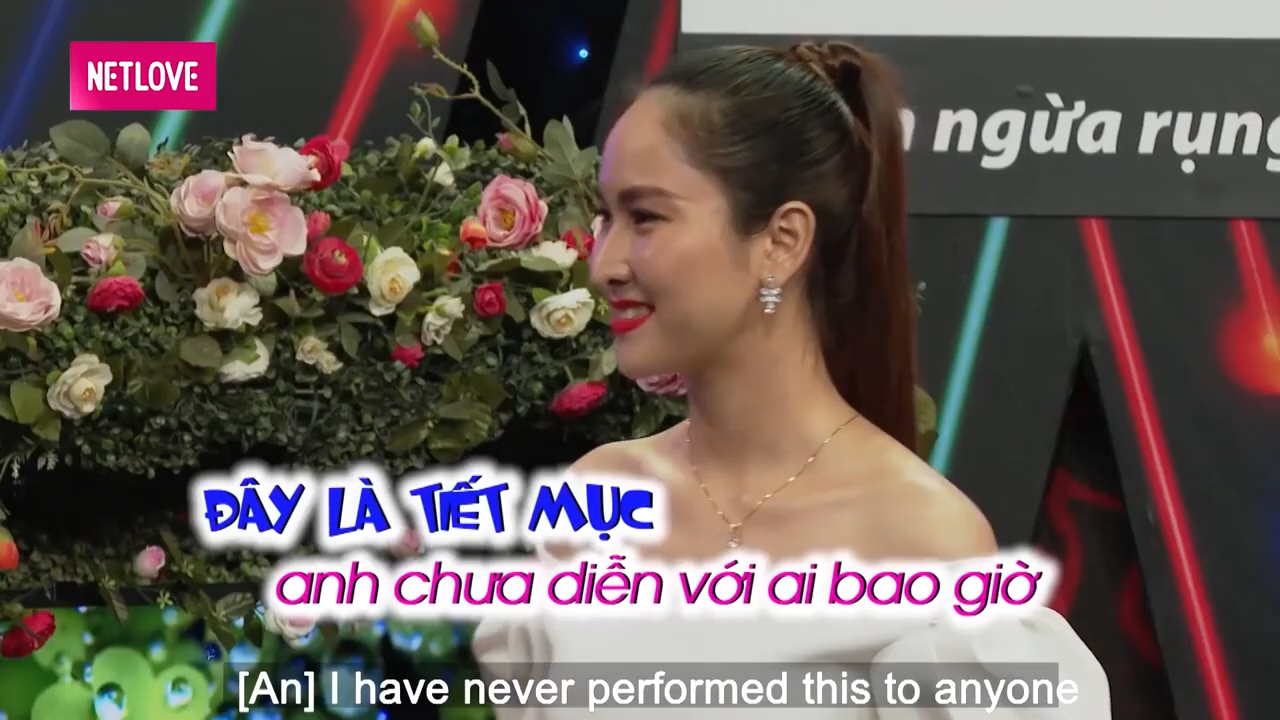 NETLOVE
ngừa rụng
ĐÂY LÀ TIẾT MỤC
anh chưa diễn với ai bao giờ
[An] I have never performed this to anyone